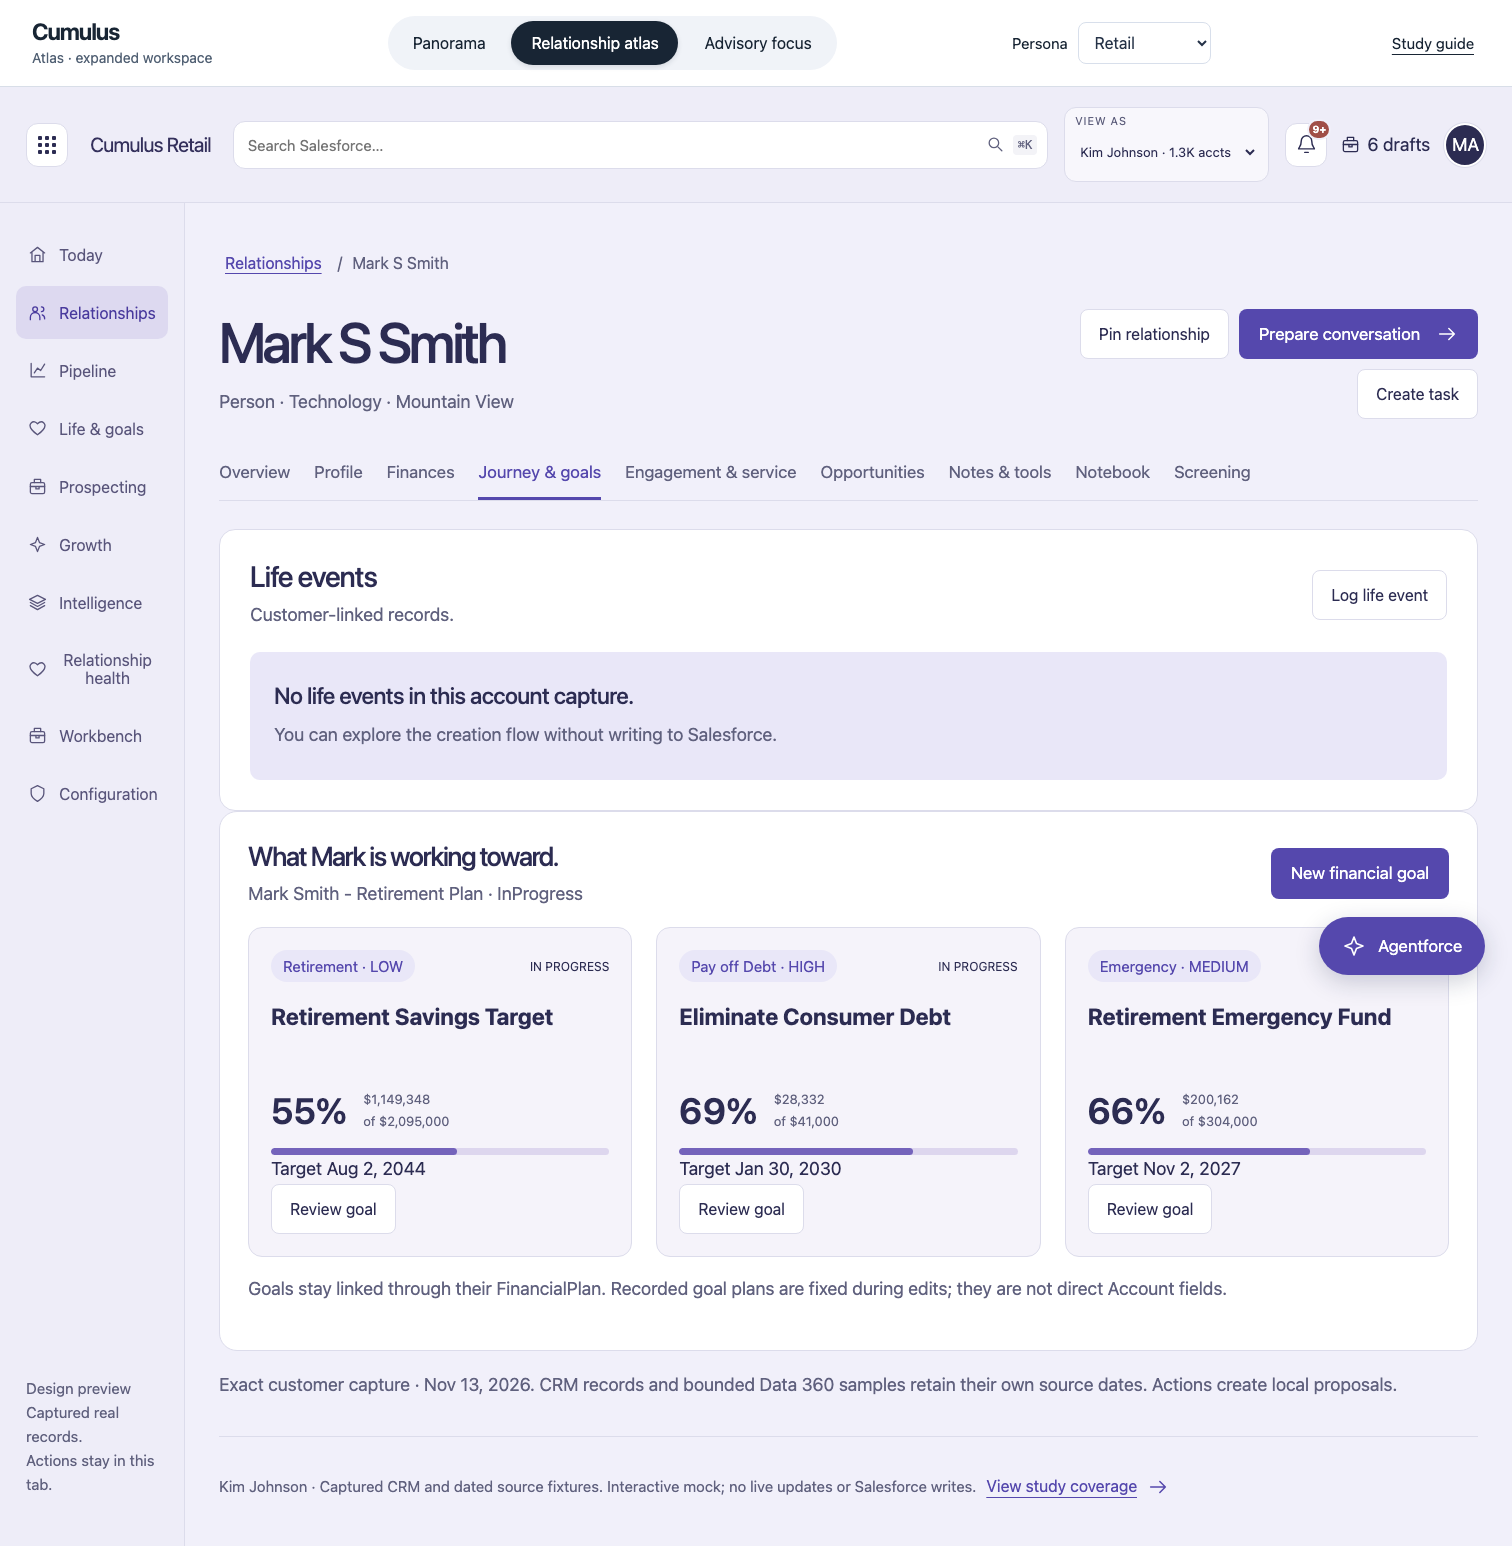 Cumulus
Atlas · expanded workspace
Panorama
Relationship atlas
Advisory focus
Persona
Retail
Study guide
Cumulus Retail
Search Salesforce...
⌘K
VIEW AS
Kim Johnson · 1.3K accts
9+
6 drafts
MA
Today
Relationships
Pipeline
Life & goals
Prospecting
Growth
Intelligence
Relationship
health
Workbench
Configuration
Design preview
Captured real
records.
Actions stay in this
tab.
Relationships / Mark S Smith
Mark S Smith
Person · Technology · Mountain View
Pin relationship
Prepare conversation
Create task
Overview
Profile
Finances
Journey & goals
Engagement & service
Opportunities
Notes & tools
Notebook
Screening
Life events
Customer-linked records.
Log life event
No life events in this account capture.
You can explore the creation flow without writing to Salesforce.
What Mark is working toward.
Mark Smith - Retirement Plan · InProgress
New financial goal
Agentforce
Retirement · LOW
IN PROGRESS
Retirement Savings Target
55%
$1,149,348
of $2,095,000
Target Aug 2, 2044
Review goal
Pay off Debt · HIGH
IN PROGRESS
Eliminate Consumer Debt
69%
$28,332
of $41,000
Target Jan 30, 2030
Review goal
Emergency · MEDIUM
Retirement Emergency Fund
66%
$200,162
of $304,000
Target Nov 2, 2027
Review goal
Goals stay linked through their FinancialPlan. Recorded goal plans are fixed during edits; they are not direct Account fields.
Exact customer capture · Nov 13, 2026. CRM records and bounded Data 360 samples retain their own source dates. Actions create local proposals.
Kim Johnson · Captured CRM and dated source fixtures. Interactive mock; no live updates or Salesforce writes.
View study coverage